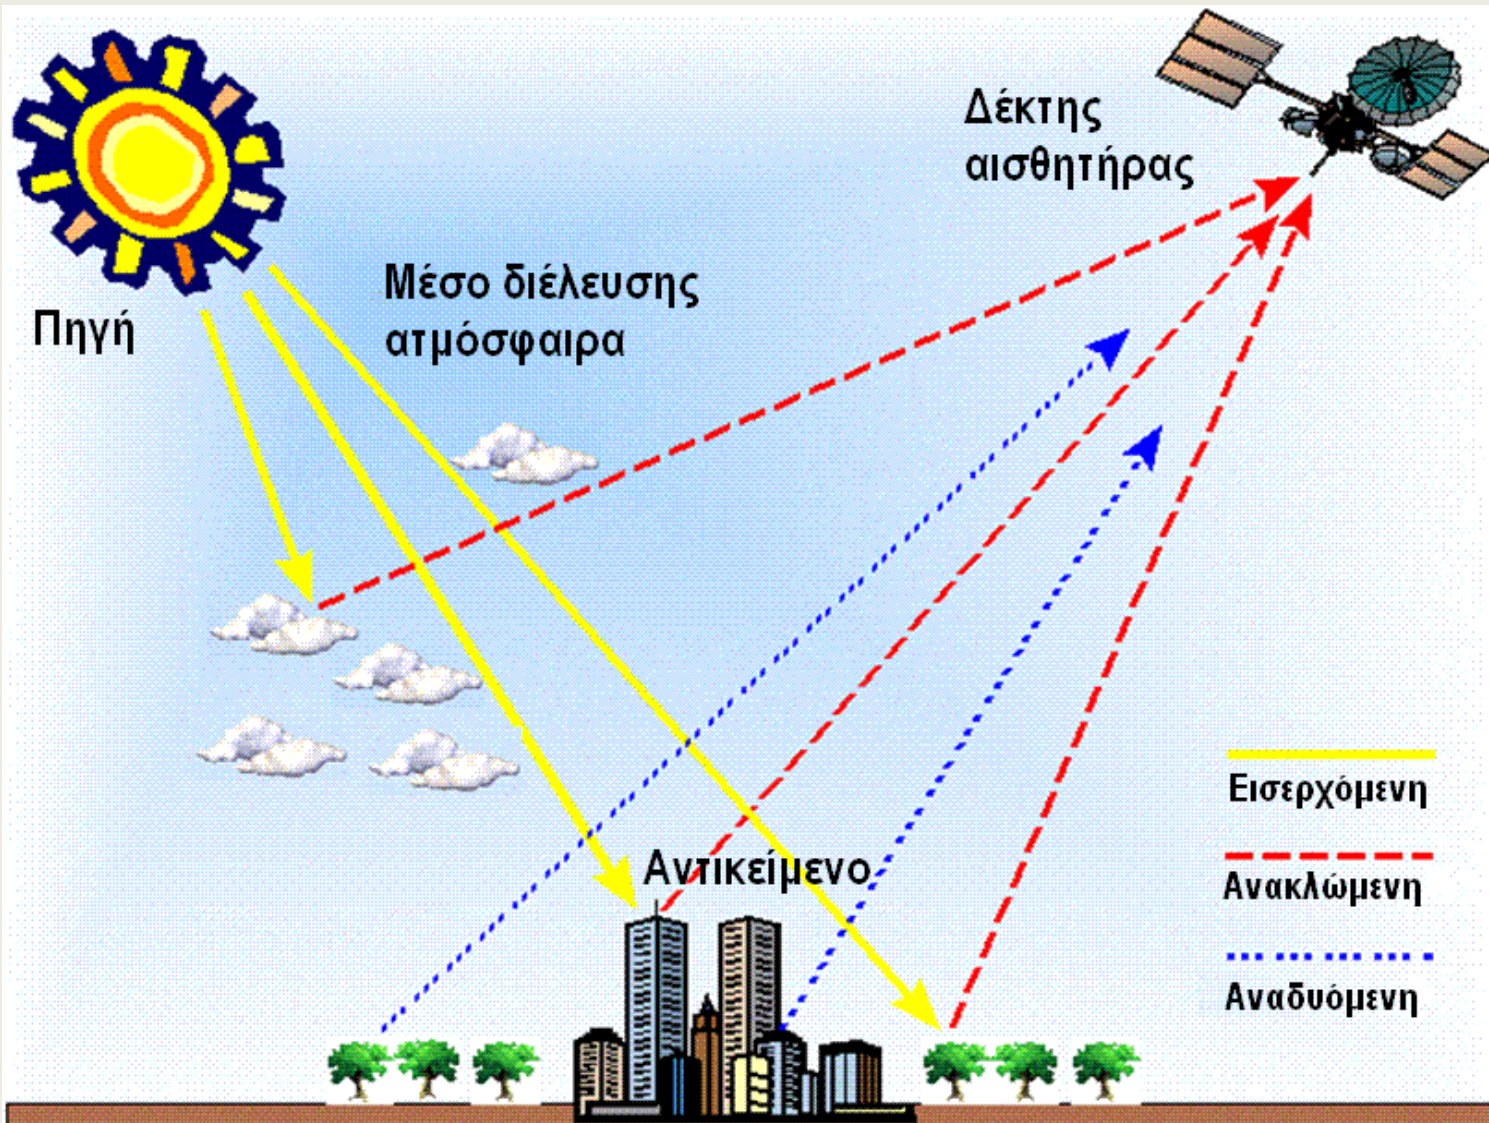 Δέκτης
αισθητήρας
Μέσο διέλευσης
ατμόσφαιρα
Πηγή
Αντικείμενο
Εισερχόμενη
Ανακλώμενη
Αναδυόμενη